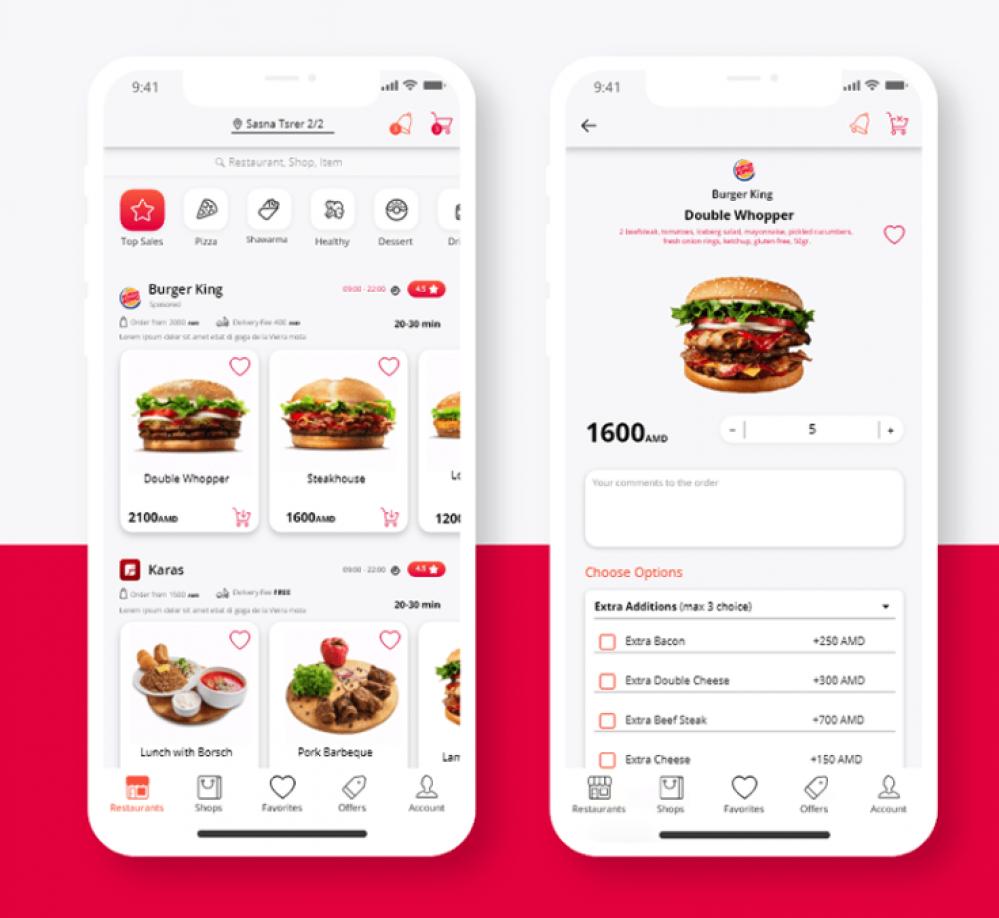 9:41
Sasna Tsrer 2/2
Restaurant, Shop, Item
Top Sales
Pizza
Shawarma
Healthy
Dessert
Burger King
09:00 - 22:00
4.5
Sponsored
Order from 2000 AMD
Delivery Fee 400 AMD
20-30 min
Lorem ipsum dolor sit amet etat di goga de la Vierra mota
Double Whopper
Steakhouse
2100AMD
1600AMD
1200
Karas
09:00 - 22:00
4.5
Order from 1500 AMD
Delivery Fee FREE
20-30 min
Lorem ipsum dolor sit amet etat di goga de la Vierra mota
Lunch with Borsch
Pork Barbeque
Lam
Restaurants
Shops
Favorites
Offers
Account
9:41
Burger King
Double Whopper
2 beefsteak, tomatoes, iceberg salad, mayonnaise, pickled cucumbers,
fresh onion rings, ketchup, gluten-free, 50gr.
1600AMD
-
5
+
Your comments to the order
Choose Options
Extra Additions (max 3 choice)
Extra Bacon
+250 AMD
Extra Double Cheese
+300 AMD
Extra Beef Steak
+700 AMD
Extra Cheese
+150 AMD
Restaurants
Shops
Favorites
Offers
Account